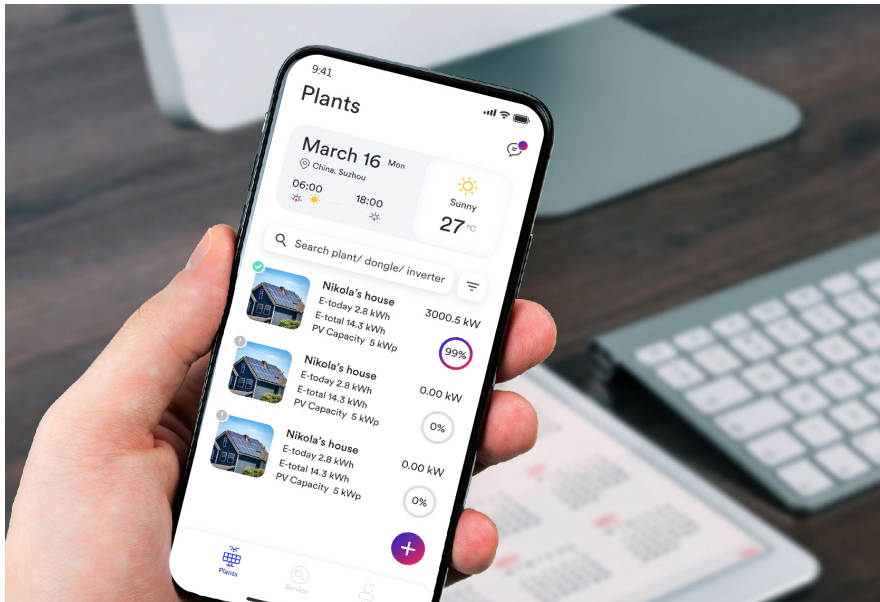 9:41
Plants
March 16 Mon
China, Suzhou
06:00
18:00
Sunny
27 °C
Search plant/ dongle/ inverter
Nikola's house
E-today 2.8 kWh
E-total 14.3 kWh
PV Capacity 5 kWp
3000.5 kW
99%
Nikola's house
E-today 2.8 kWh
E-total 14.3 kWh
PV Capacity 5 kWp
0.00 kW
0%
Nikola's house
E-today 2.8 kWh
E-total 14.3 kWh
PV Capacity 5 kWp
0.00 kW
0%
Plants
Service